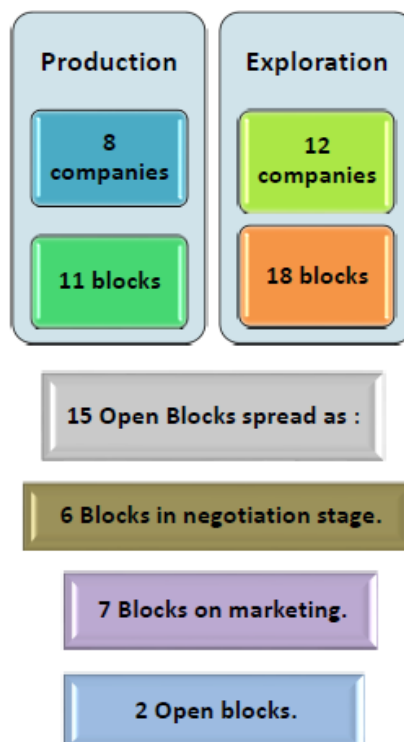 Production
8
companies
11 blocks
Exploration
12
companies
18 blocks
15 Open Blocks spread as :
6 Blocks in negotiation stage.
7 Blocks on marketing.
2 Open blocks.